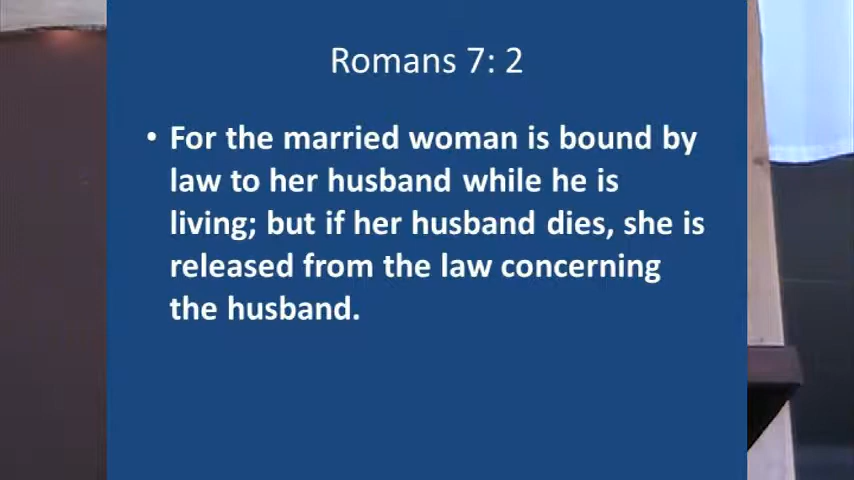 Romans 7: 2
• For the married woman is bound by
law to her husband while he is
living; but if her husband dies, she is
released from the law concerning
the husband.